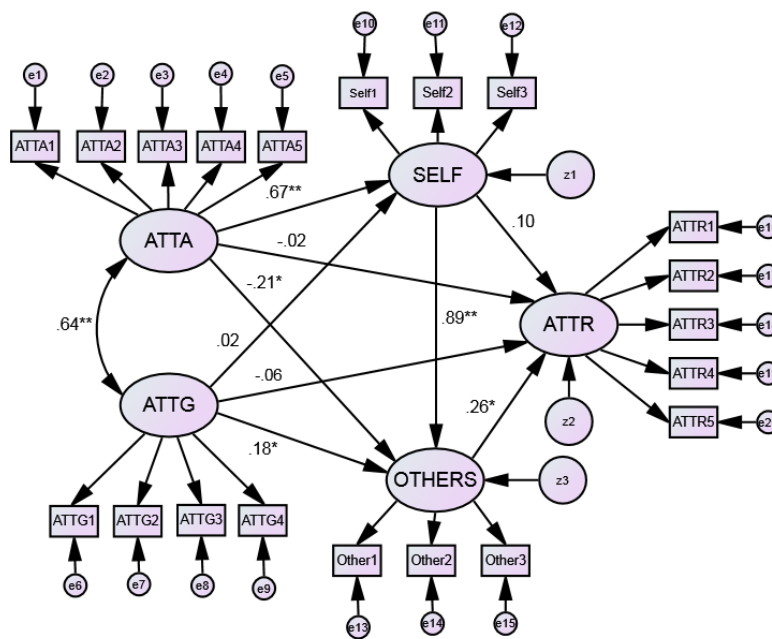 e10 e11 e12
e1 e2 e3 e4 e5
Self1 Self2 Self3
ATTA1 ATTA2 ATTA3 ATTA4 ATTA5
SELF
z1
.67**
.10
ATTR1
ATTA
-.02
ATTR2
-.21*
.64**
.02
.89**
ATTR
ATTR3
-.06
ATTR4
ATTG
.26*
z2
ATTR5
.18*
OTHERS
z3
ATTG1 ATTG2 ATTG3 ATTG4
Other1 Other2 Other3
e6 e7 e8 e9
e13 e14 e15